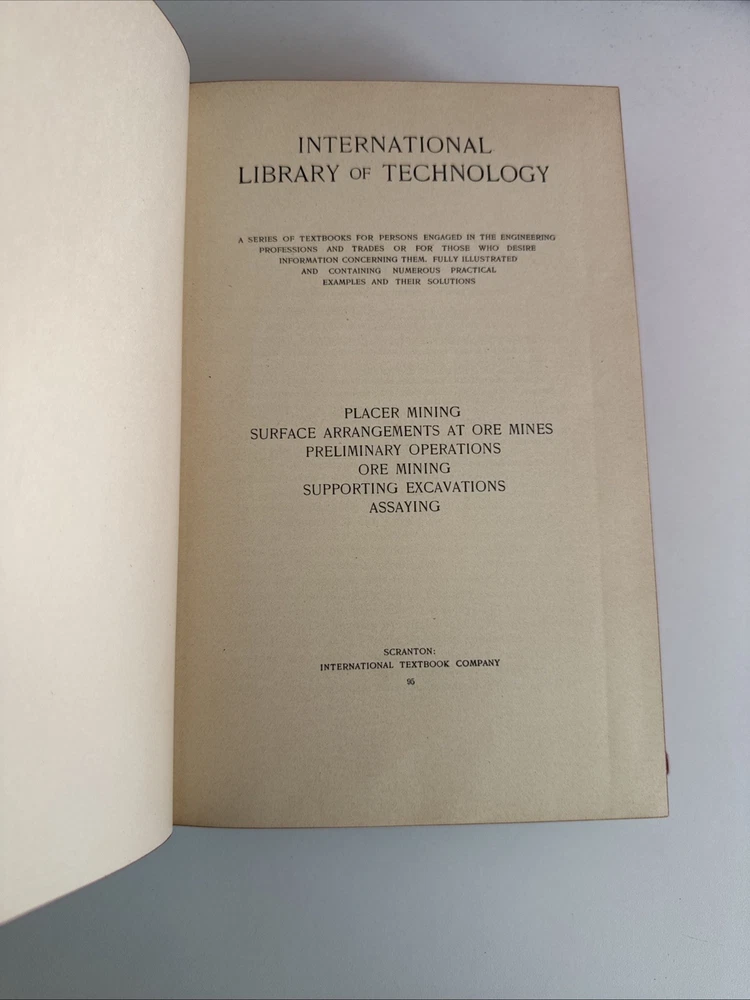 INTERNATIONAL
LIBRARY OF TECHNOLOGY
A SERIES OF TEXTBOOKS FOR PERSONS ENGAGED IN THE ENGINEERING
PROFESSIONS AND TRADES OR FOR THOSE WHO DESIRE
INFORMATION CONCERNING THEM. FULLY ILLUSTRATED
AND CONTAINING NUMEROUS PRACTICAL
EXAMPLES AND THEIR SOLUTIONS
PLACER MINING
SURFACE ARRANGEMENTS AT ORE MINES
PRELIMINARY OPERATIONS
ORE MINING
SUPPORTING EXCAVATIONS
ASSAYING
SCRANTON:
INTERNATIONAL TEXTBOOK COMPANY